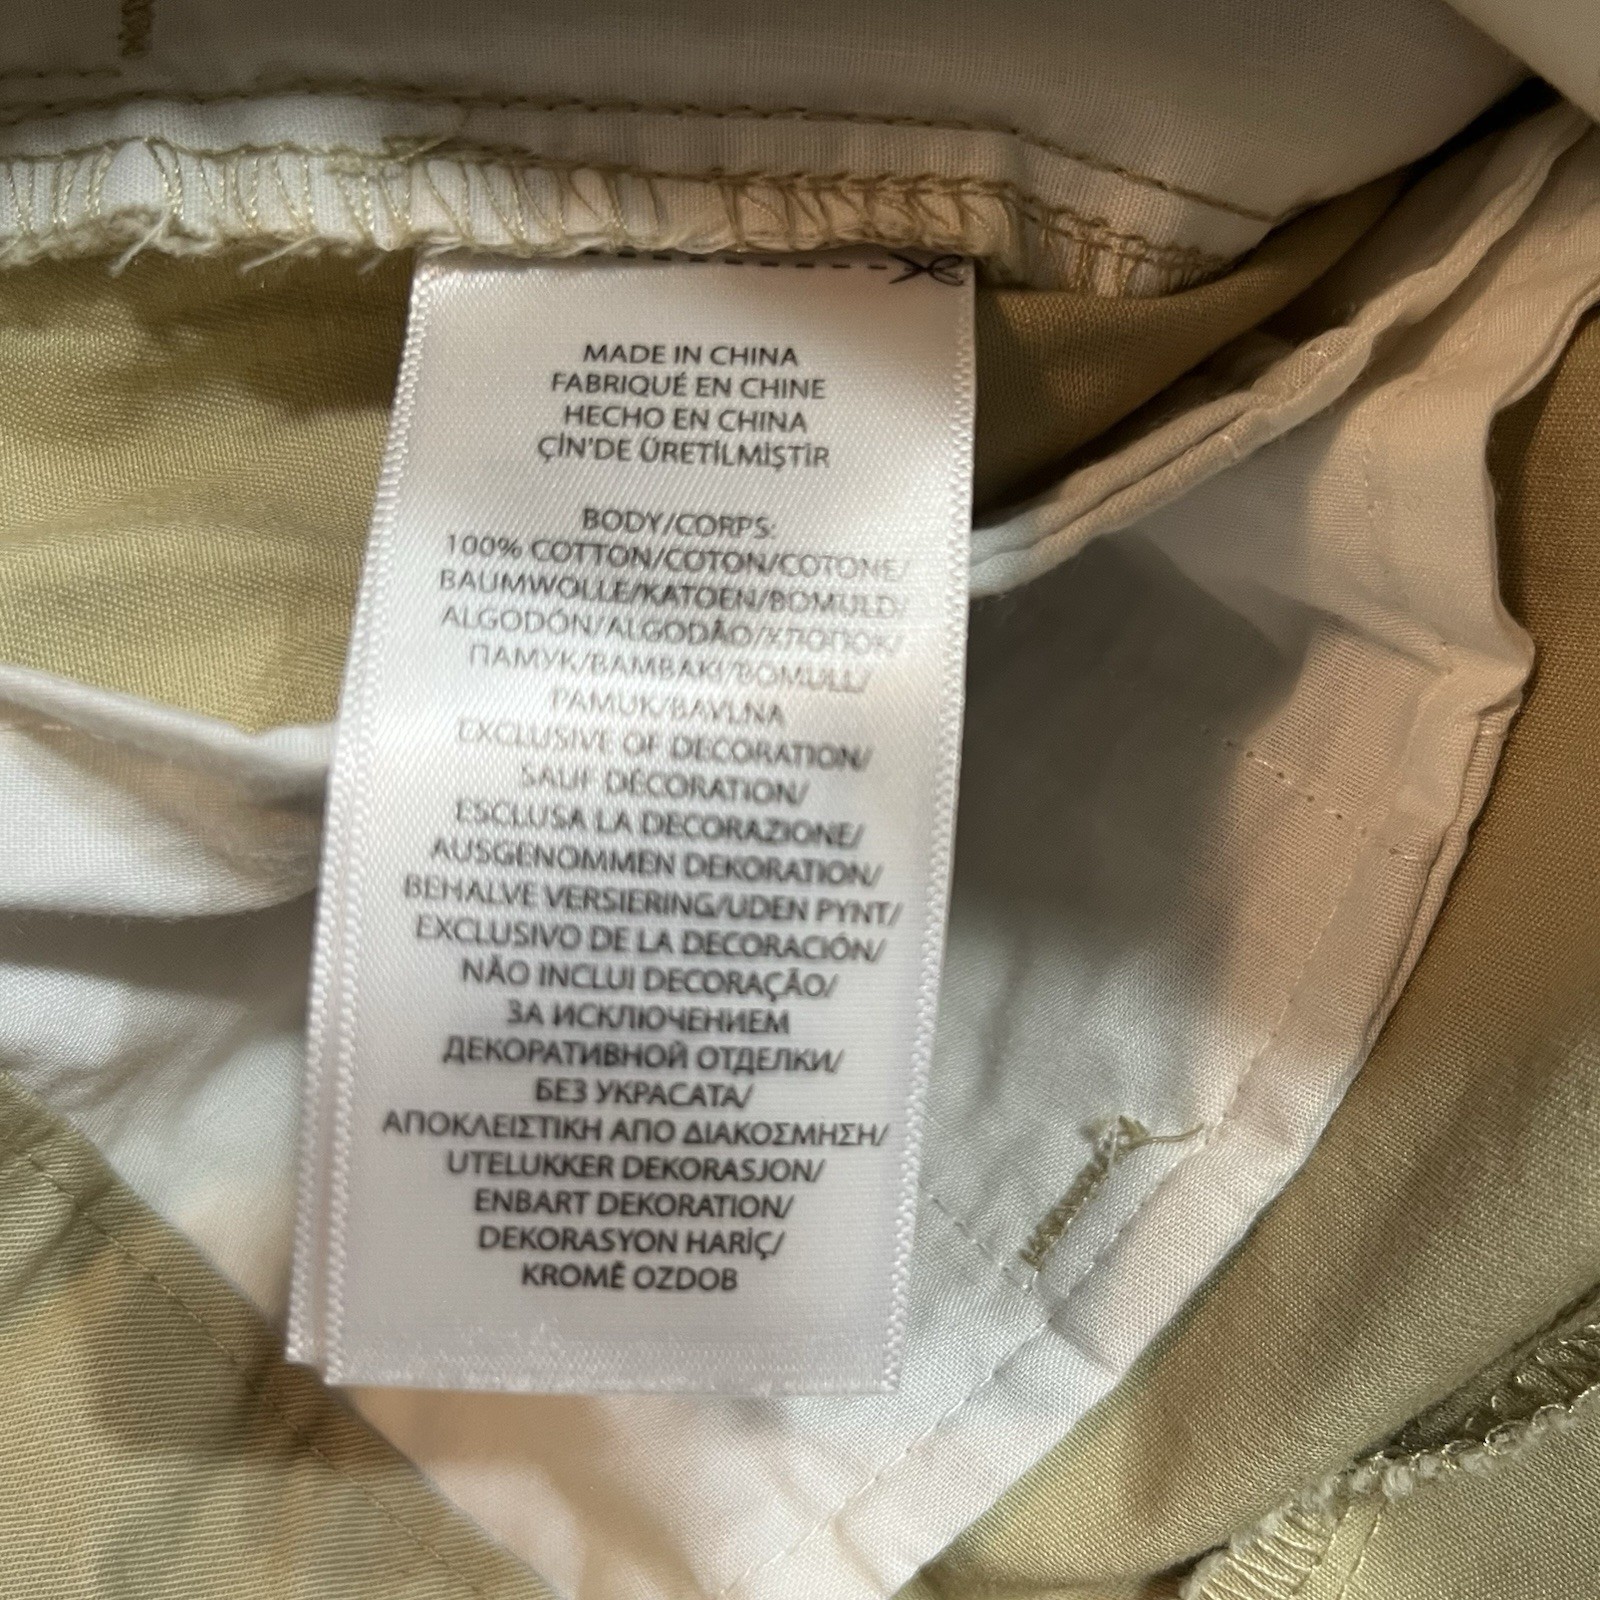 MADE IN CHINA
FABRIQUÉ EN CHINE
HECHO EN CHINA
ÇİN'DE ÜRETİLMİŞTİR
BODY/CORPS:
100% COTTON/COTON/COTONE/
BAUMWOLLE/KATOEN/BOMULD/
ALGODÓN/ALGODÃO/ХЛОПОК/
ПАМУК/BAMBAKI/BOMULL/
PAMUK/BAVLNA
EXCLUSIVE OF DECORATION/
SAUF DÉCORATION/
ESCLUSA LA DECORAZIONE/
AUSGENOMMEN DEKORATION/
BEHALVE VERSIERING/UDEN PYNT/
EXCLUSIVO DE LA DECORACIÓN/
NÃO INCLUI DECORAÇÃO/
ЗА ИСКЛЮЧЕНИЕМ
ДЕКОРАТИВНОЙ ОТДЕЛКИ/
БЕЗ УКРАСАТА/
ΑΠΟΚΛΕΙΣΤΙΚΗ ΑΠΟ ΔΙΑΚΟΣΜΗΣΗ/
UTELUKKER DEKORASJON/
ENBART DEKORATION/
DEKORASYON HARİÇ/
KROMĚ OZDOB